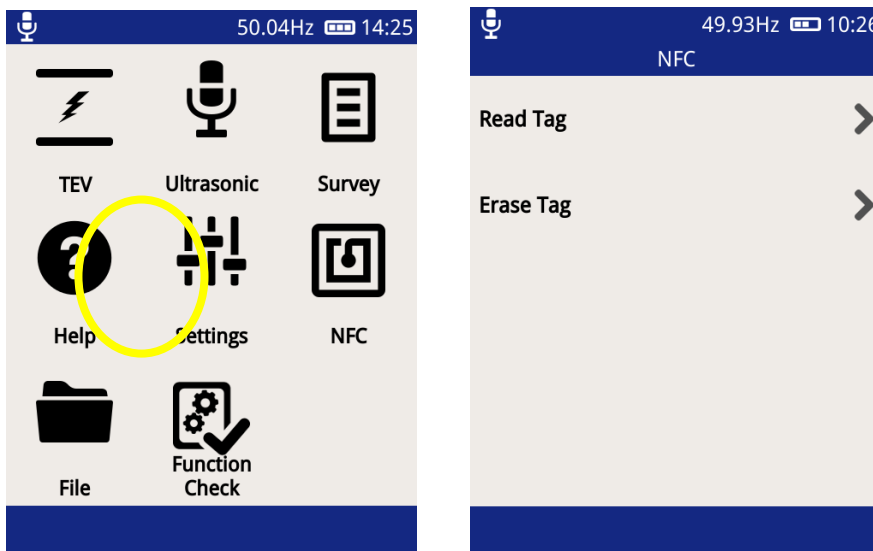 50.04Hz 14:25
TEV Ultrasonic Survey
Help Settings NFC
File Function Check
49.93Hz 10:26
NFC
Read Tag
Erase Tag